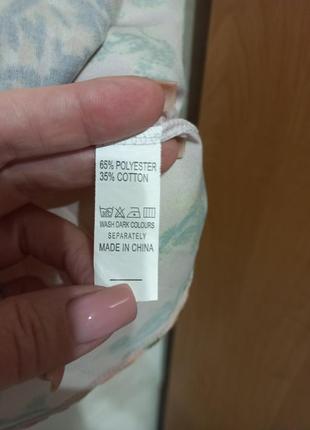 65% POLYESTER
35% COTTON
WASH DARK COLOURS
SEPARATELY
MADE IN CHINA